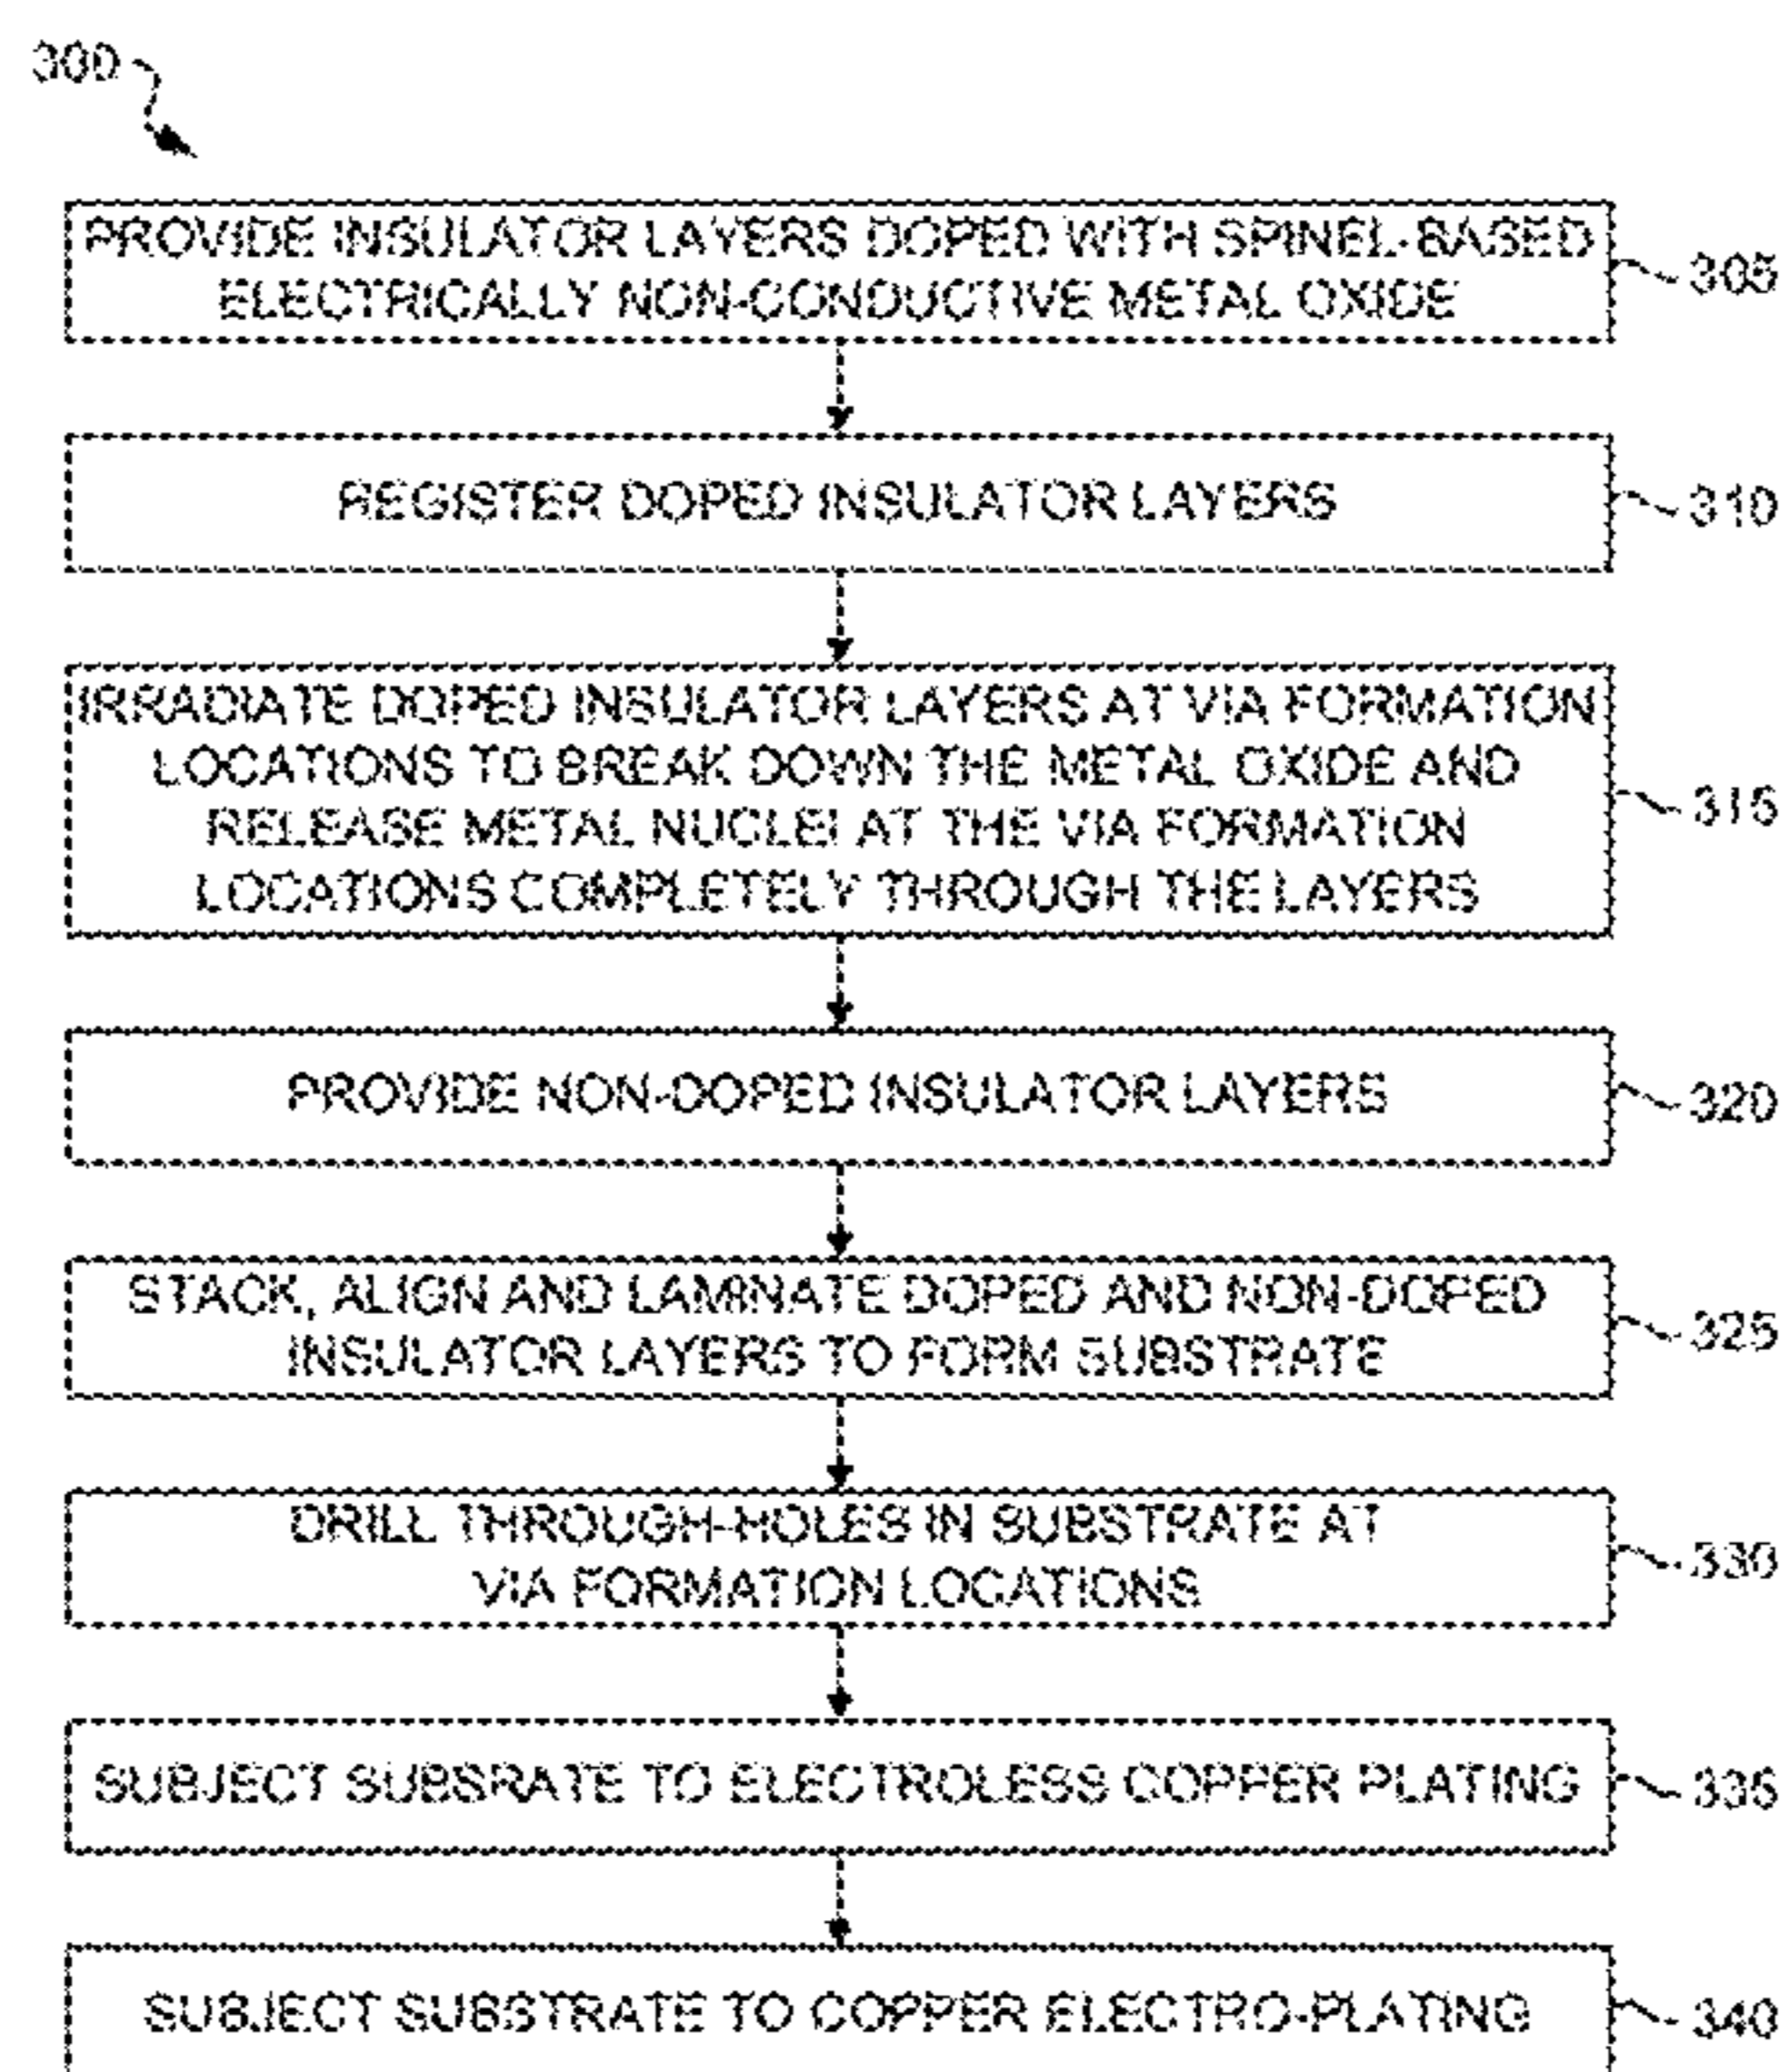 300
PROVIDE INSULATOR LAYERS DOPED WITH SPINEL-BASED
ELECTRICALLY NON-CONDUCTIVE METAL OXIDE
305
REGISTER DOPED INSULATOR LAYERS
310
IRRADIATE DOPED INSULATOR LAYERS AT VIA FORMATION
LOCATIONS TO BREAK DOWN THE METAL OXIDE AND
RELEASE METAL NUCLEI AT THE VIA FORMATION
LOCATIONS COMPLETELY THROUGH THE LAYERS
315
PROVIDE NON-DOPED INSULATOR LAYERS
320
STACK, ALIGN AND LAMINATE DOPED AND NON-DOPED
INSULATOR LAYERS TO FORM SUBSTRATE
325
DRILL THROUGH-HOLES IN SUBSTRATE AT
VIA FORMATION LOCATIONS
330
SUBJECT SUBSRATE TO ELECTROLESS COPPER PLATING
335
SUBJECT SUBSTRATE TO COPPER ELECTRO-PLATING
340